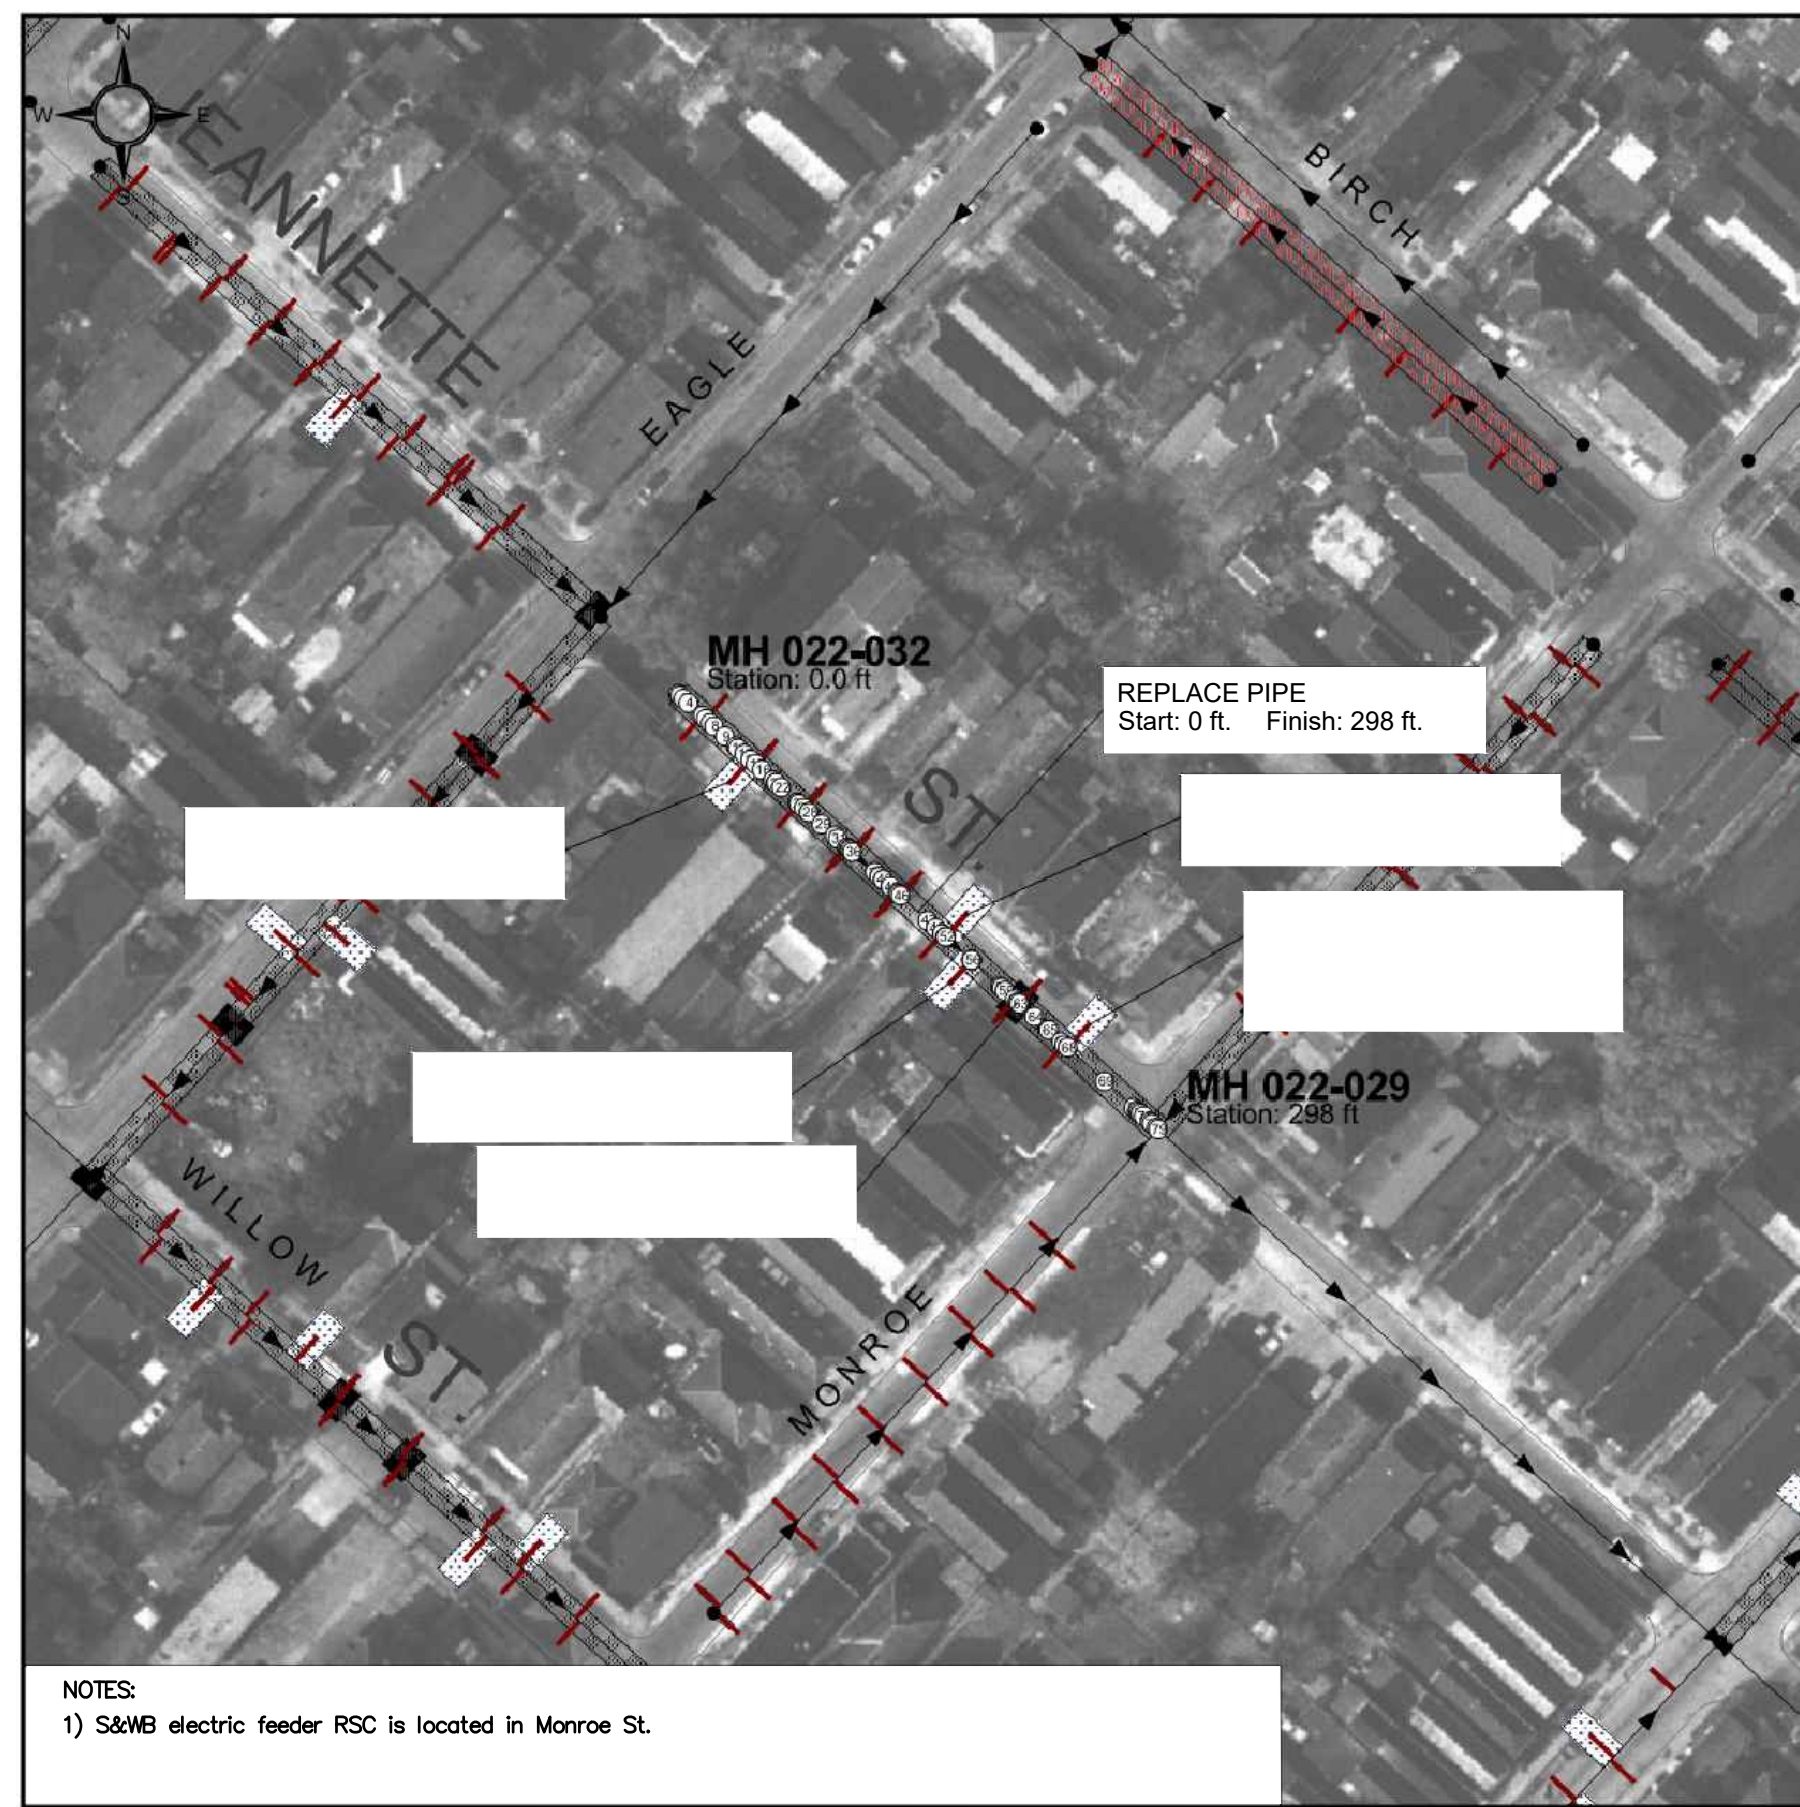 N
W
E
S
JEANNETTE
EAGLE
BIRCH
MH 022-032
Station: 0.0 ft
REPLACE PIPE
Start: 0 ft. Finish: 298 ft.
ST.
MH 022-029
Station: 298 ft
WILLOW
ST.
MONROE
NOTES:
1) S&WB electric feeder RSC is located in Monroe St.